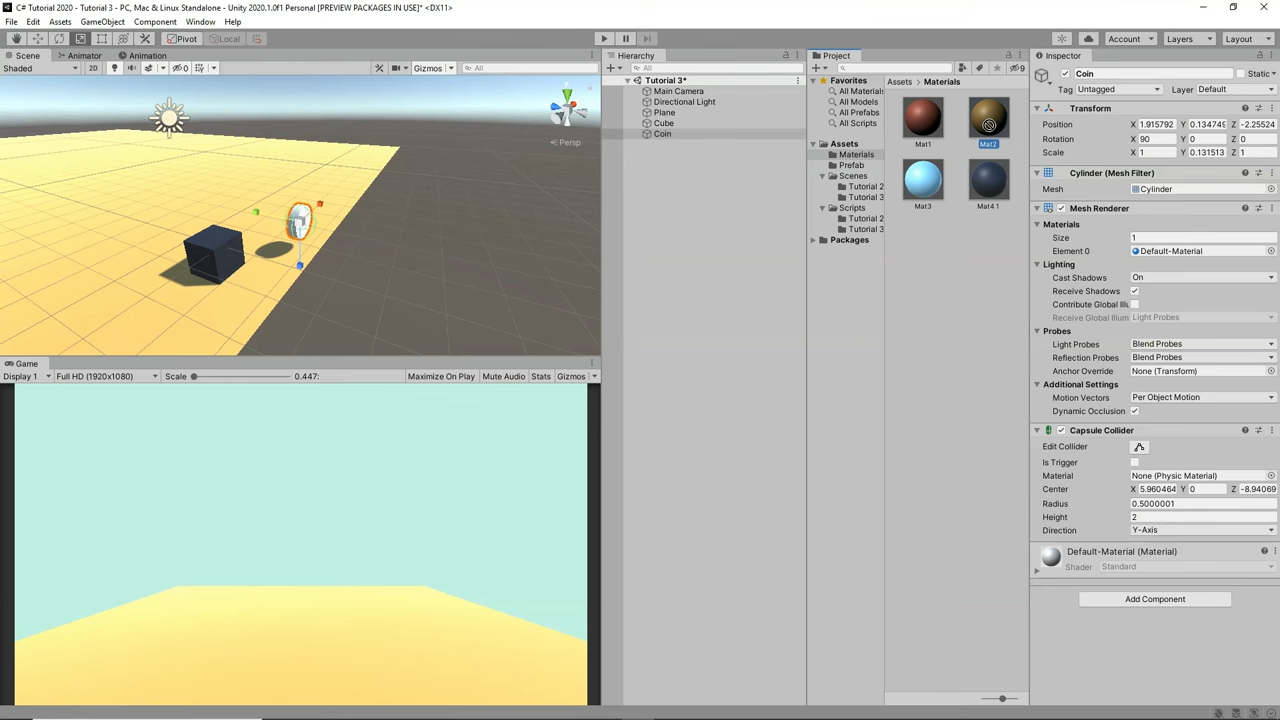 C# Tutorial 2020 - Tutorial 3 - PC, Mac & Linux Standalone - Unity 2020.1.0f1 Personal [PREVIEW PACKAGES IN USE]* <DX11>
File Edit Assets GameObject Component Window Help
Pivot Local Account Layers Layout
Scene Animator Animation
Shaded 2D 0 Gizmos All
Persp
Game
Display 1 Full HD (1920x1080) Scale 0.447: Maximize On Play Mute Audio Stats Gizmos
Hierarchy
All
Tutorial 3*
Main Camera
Directional Light
Plane
Cube
Coin
Project
9
Favorites
All Materials
All Models
All Prefabs
All Scripts
Assets
Materials
Prefab
Scenes
Tutorial 2
Tutorial 3
Scripts
Tutorial 2
Tutorial 3
Packages
Assets > Materials
Mat1 Mat2
Mat3 Mat4 1
Inspector
Coin Static
Tag Untagged Layer Default
Transform
Position X 1.915792 Y 0.134749 Z -2.25524
Rotation X 90 Y 0 Z 0
Scale X 1 Y 0.131513 Z 1
Cylinder (Mesh Filter)
Mesh Cylinder
Mesh Renderer
Materials
Size 1
Element 0 Default-Material
Lighting
Cast Shadows On
Receive Shadows
Contribute Global Illu
Receive Global Illum Light Probes
Probes
Light Probes Blend Probes
Reflection Probes Blend Probes
Anchor Override None (Transform)
Additional Settings
Motion Vectors Per Object Motion
Dynamic Occlusion
Capsule Collider
Edit Collider
Is Trigger
Material None (Physic Material)
Center X 5.960464 Y 0 Z -8.94069
Radius 0.5000001
Height 2
Direction Y-Axis
Default-Material (Material)
Shader Standard
Add Component